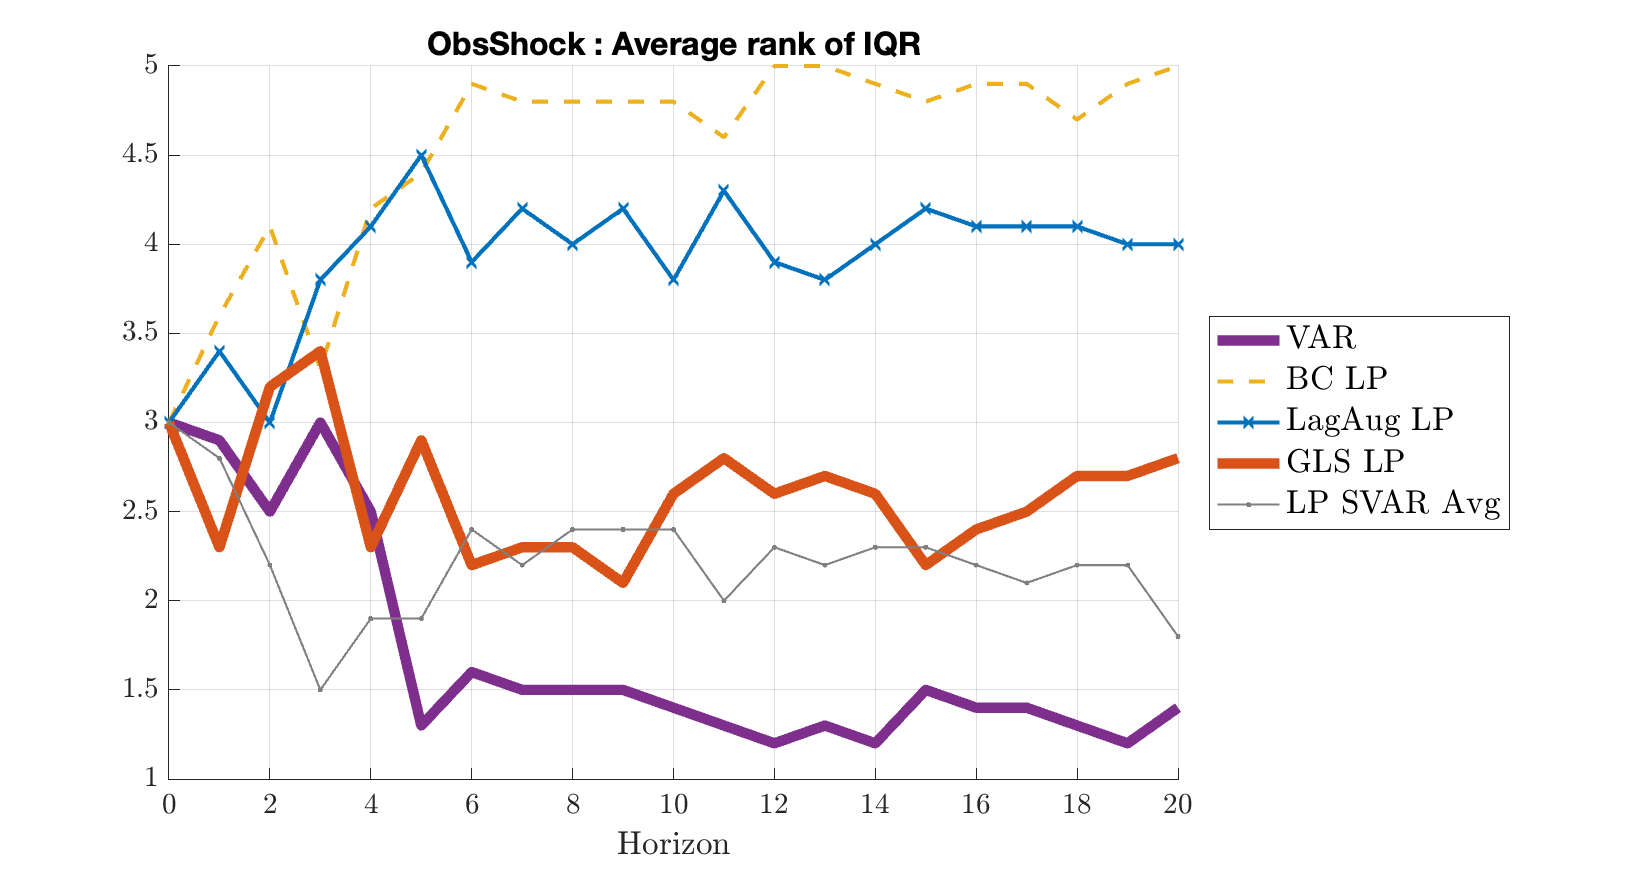 ObsShock : Average rank of IQR
5
4.5
4
3.5
3
2.5
2
1.5
1
0 2 4 6 8 10 12 14 16 18 20
Horizon
VAR
BC LP
LagAug LP
GLS LP
LP SVAR Avg